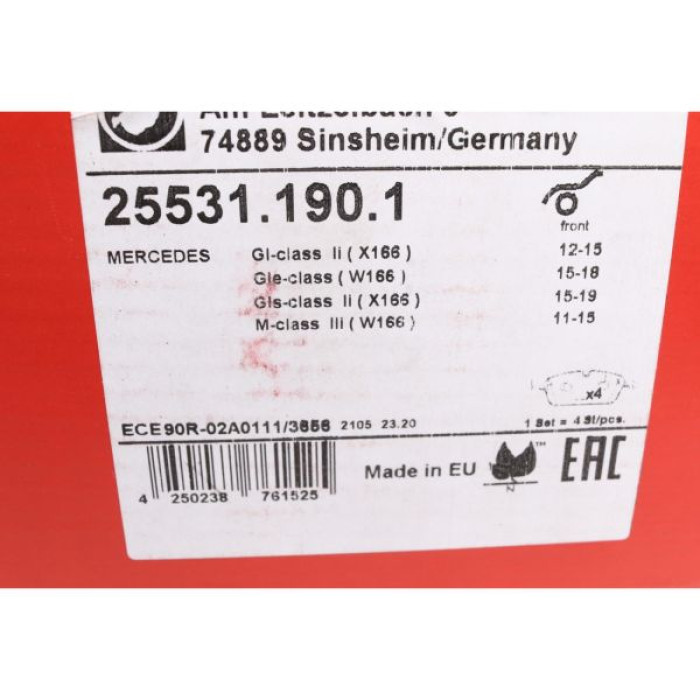 74889 Sinsheim/Germany
25531.190.1
front
MERCEDES Gl-class Ii ( X166 ) 12-15
Gle-class ( W166 ) 15-18
Gls-class Ii ( X166 ) 15-19
M-class Iii ( W166 ) 11-15
x4
ECE90R-02A0111/3656 2105 23.20 1 Set = 4 St/pcs.
4 250238 761525 Made in EU TM EAC